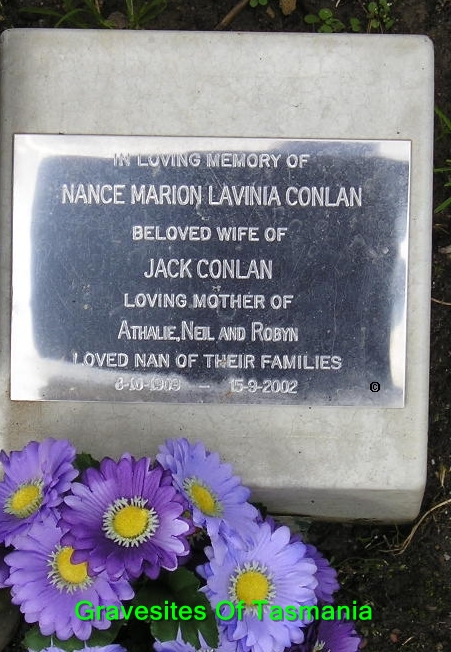 IN LOVING MEMORY OF
NANCE MARION LAVINIA CONLAN
BELOVED WIFE OF
JACK CONLAN
LOVING MOTHER OF
ATHALIE, NEIL AND ROBYN
LOVED NAN OF THEIR FAMILIES
8-10-1909 — 15-9-2002
©
Gravesites Of Tasmania